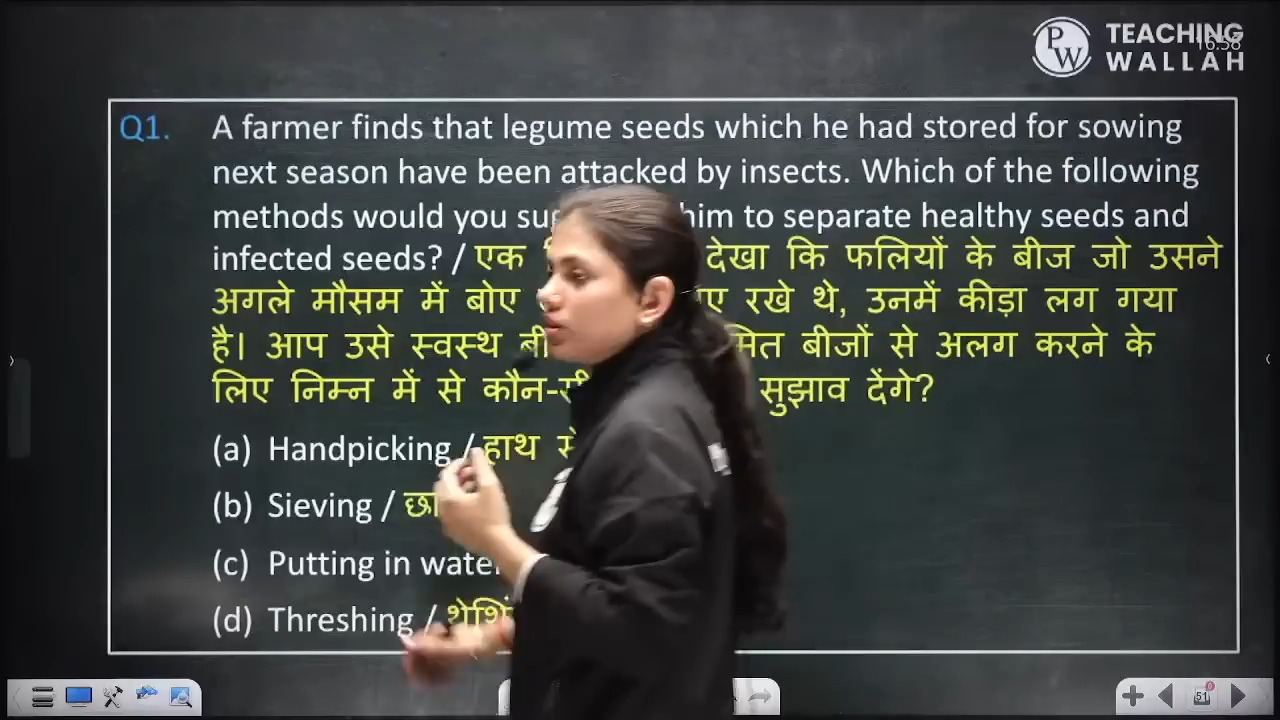 PW TEACHING WALLAH
16:58
Q1. A farmer finds that legume seeds which he had stored for sowing
next season have been attacked by insects. Which of the following
methods would you him to separate healthy seeds and
infected seeds? / एक देखा कि फलियों के बीज जो उसने
अगले मौसम में बोए रखे थे, उनमें कीड़ा लग गया
है। आप उसे स्वस्थ बीजों से अलग करने के
लिए निम्न में से सुझाव देंगे?
(a) Handpicking / हाथ
(b) Sieving /
(c) Putting in water
(d) Threshing /
51